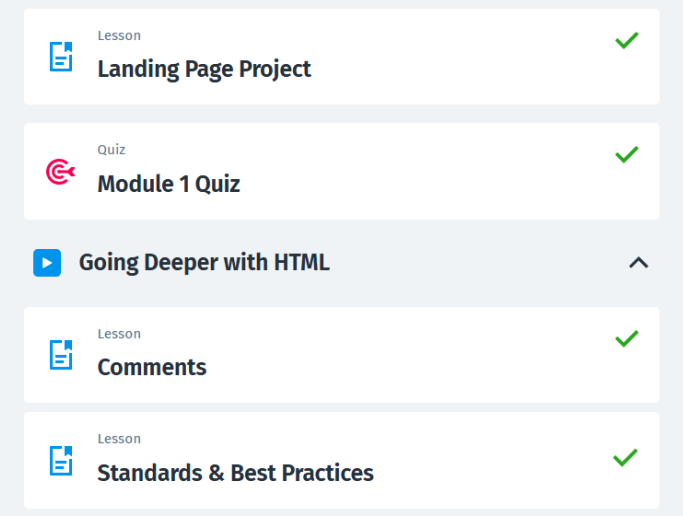 Lesson
Landing Page Project
Quiz
Module 1 Quiz
Going Deeper with HTML
Lesson
Comments
Lesson
Standards & Best Practices